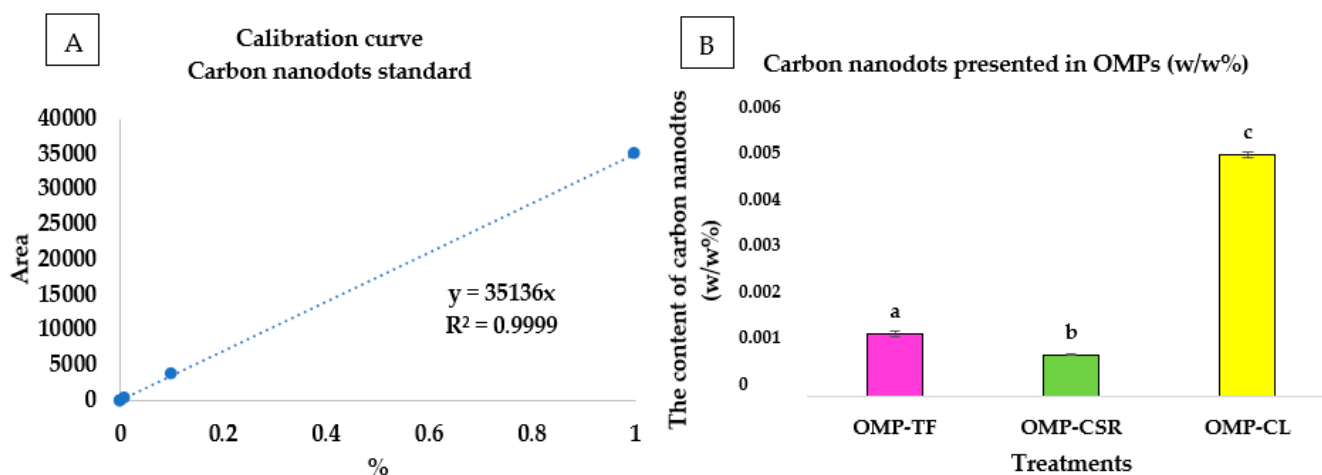 A
Calibration curve
Carbon nanodots standard
40000
35000
30000
25000
20000
15000
10000
5000
0
Area
y = 35136x
R² = 0.9999
0 0.2 0.4 0.6 0.8 1
%
B
Carbon nanodots presented in OMPs (w/w%)
The content of carbon nanodtos
(w/w%)
0.006
0.005
0.004
0.003
0.002
0.001
0
a
b
c
OMP-TF OMP-CSR OMP-CL
Treatments